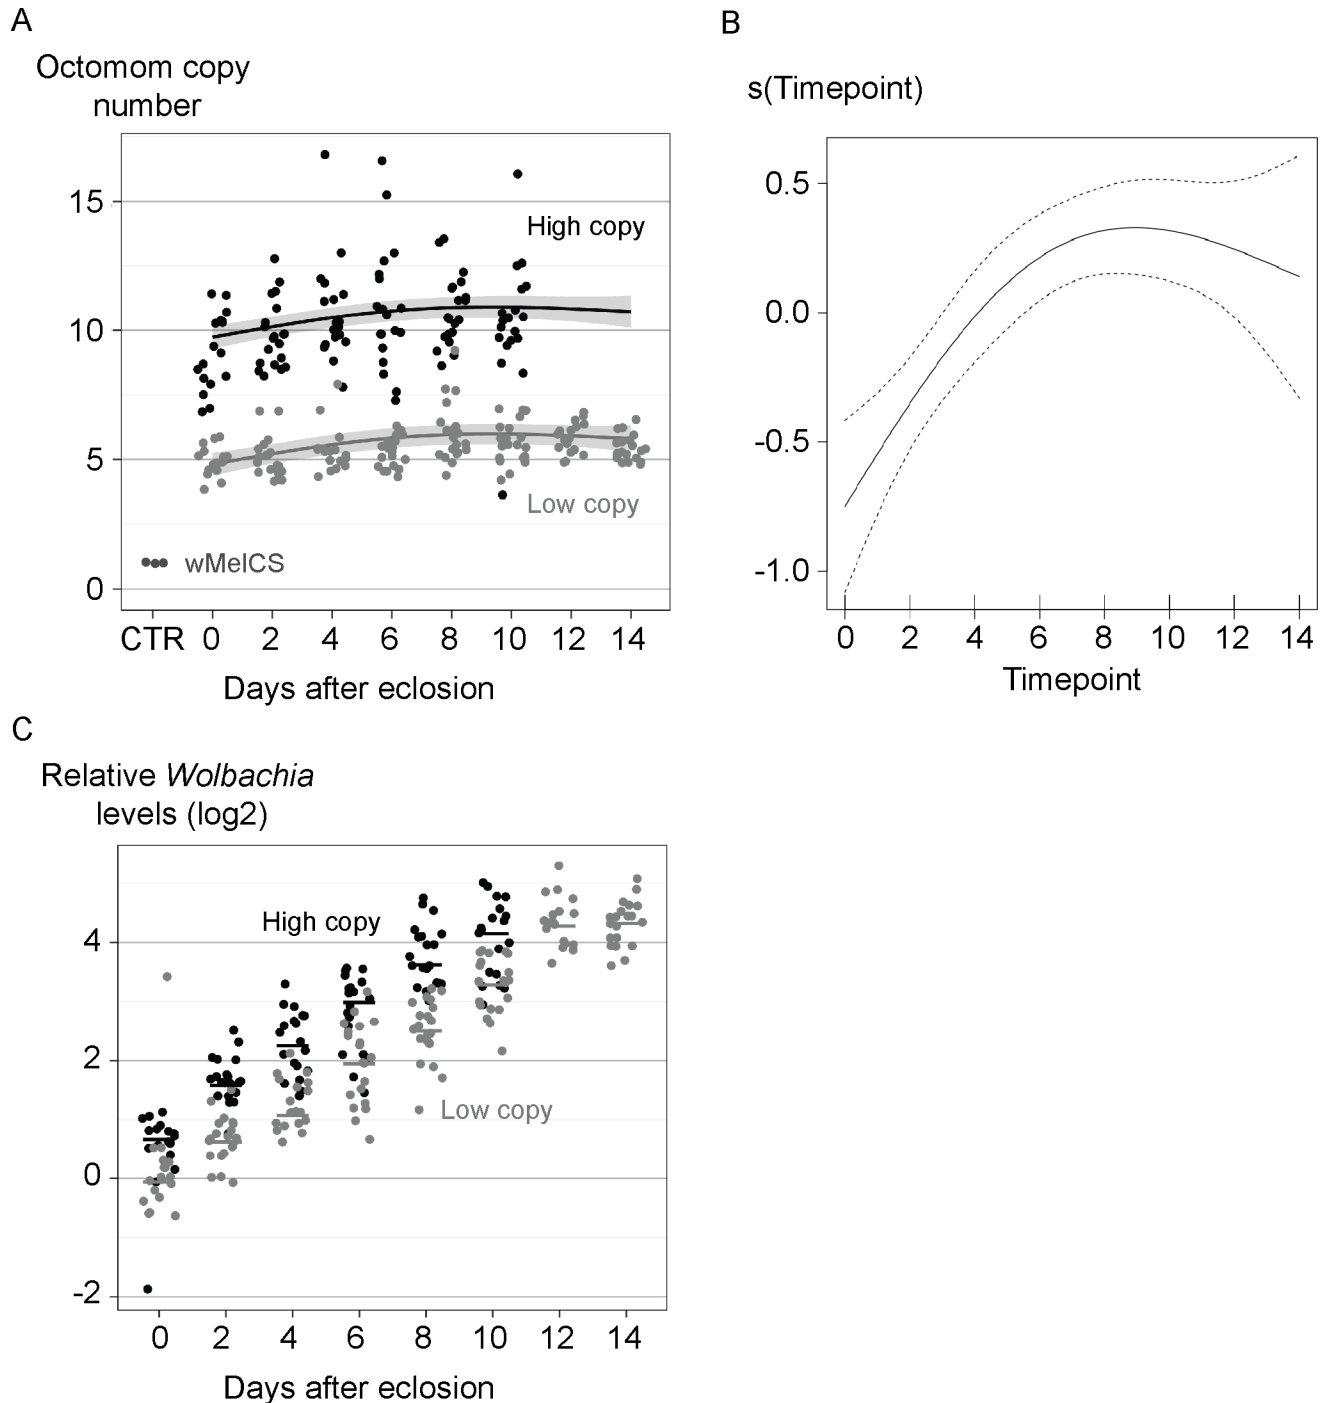 A
Octomom copy
number
15
10
5
0
High copy
Low copy
wMelCS
CTR 0 2 4 6 8 10 12 14
Days after eclosion
B
s(Timepoint)
0.5
0.0
-0.5
-1.0
0 2 4 6 8 10 12 14
Timepoint
C
Relative Wolbachia
levels (log2)
4
2
0
-2
High copy
Low copy
0 2 4 6 8 10 12 14
Days after eclosion